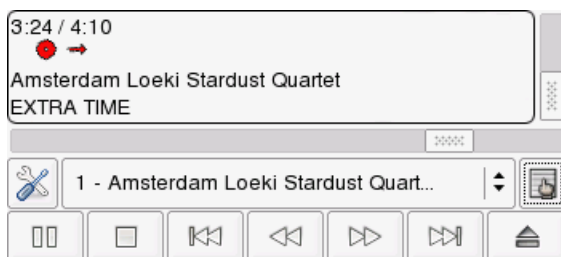 3:24 / 4:10
Amsterdam Loeki Stardust Quartet
EXTRA TIME
1 - Amsterdam Loeki Stardust Quart...